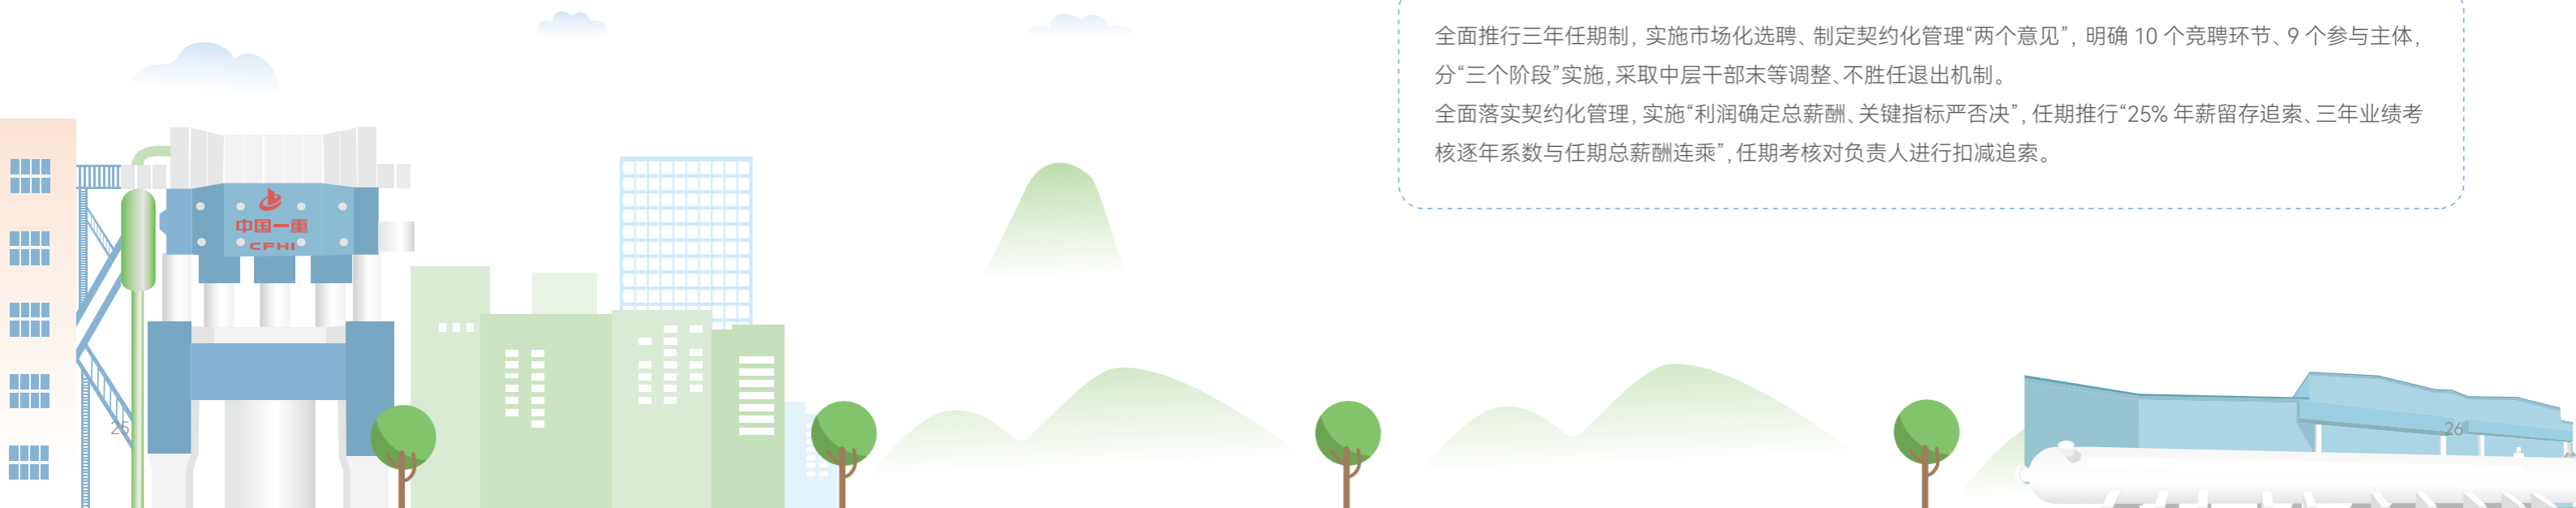 全面推行三年任期制, 实施市场化选聘、制定契约化管理“两个意见”, 明确 10 个竞聘环节、9 个参与主体,
分“三个阶段”实施, 采取中层干部末等调整、不胜任退出机制。
全面落实契约化管理, 实施“利润确定总薪酬、关键指标严否决”, 任期推行“25% 年薪留存追索、三年业绩考
核逐年系数与任期总薪酬连乘”, 任期考核对负责人进行扣减追索。
中国一重
CFHI
25
26